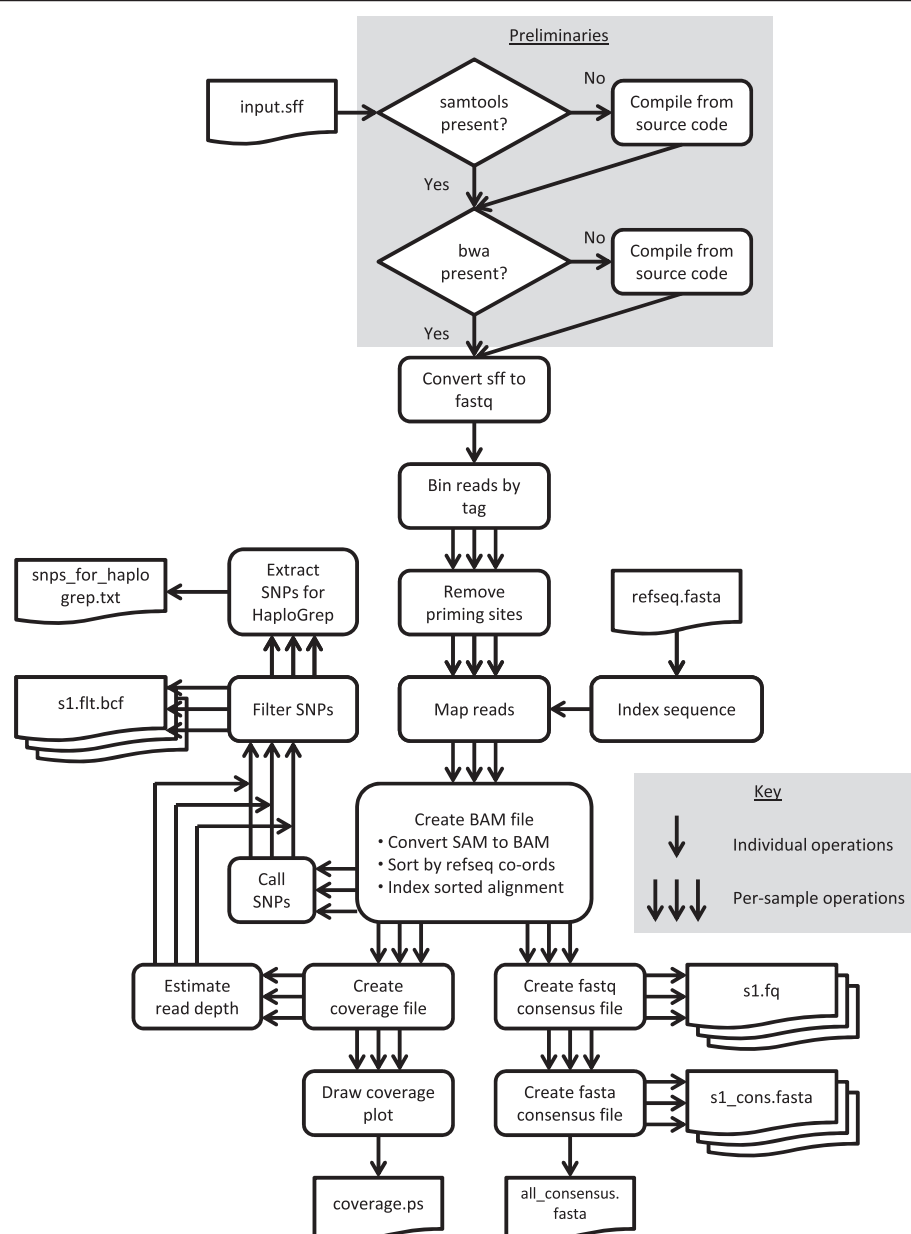 Preliminaries
input.sff
samtools
present?
No
Compile from
source code
Yes
bwa
present?
No
Compile from
source code
Yes
Convert sff to
fastq
Bin reads by
tag
snps_for_haplo
grep.txt
Extract
SNPs for
HaploGrep
Remove
priming sites
refseq.fasta
s1.flt.bcf
Filter SNPs
Map reads
Index sequence
Create BAM file
• Convert SAM to BAM
• Sort by refseq co-ords
• Index sorted alignment
Key
Individual operations
Per-sample operations
Call
SNPs
Estimate
read depth
Create
coverage file
Create fastq
consensus file
s1.fq
Draw coverage
plot
Create fasta
consensus file
s1_cons.fasta
coverage.ps
all_consensus.
fasta